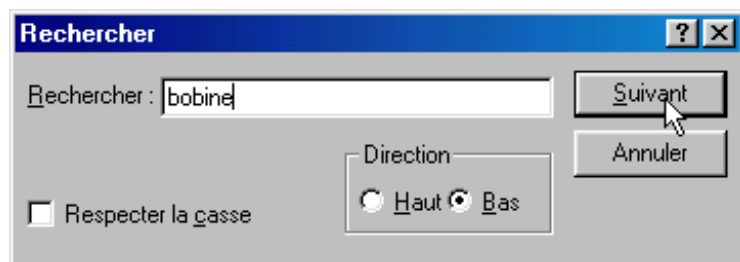 Rechercher
Rechercher : bobine
Suivant
Direction
Annuler
Respecter la casse
Haut Bas